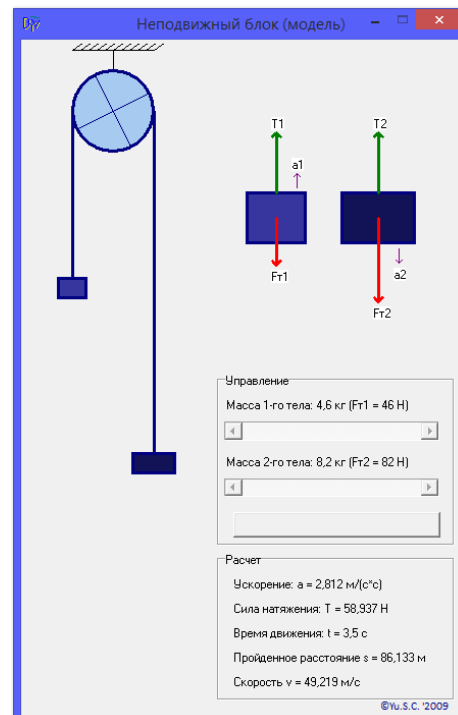 Неподвижный блок (модель)
T1
T2
a1
Fт1
a2
Fт2
Управление
Масса 1-го тела: 4,6 кг (Fт1 = 46 Н)
Масса 2-го тела: 8,2 кг (Fт2 = 82 Н)
Расчет
Ускорение: a = 2,812 м/(с*с)
Сила натяжения: T = 58,937 Н
Время движения: t = 3,5 с
Пройденное расстояние s = 86,133 м
Скорость v = 49,219 м/с
©Yu.S.C. '2009